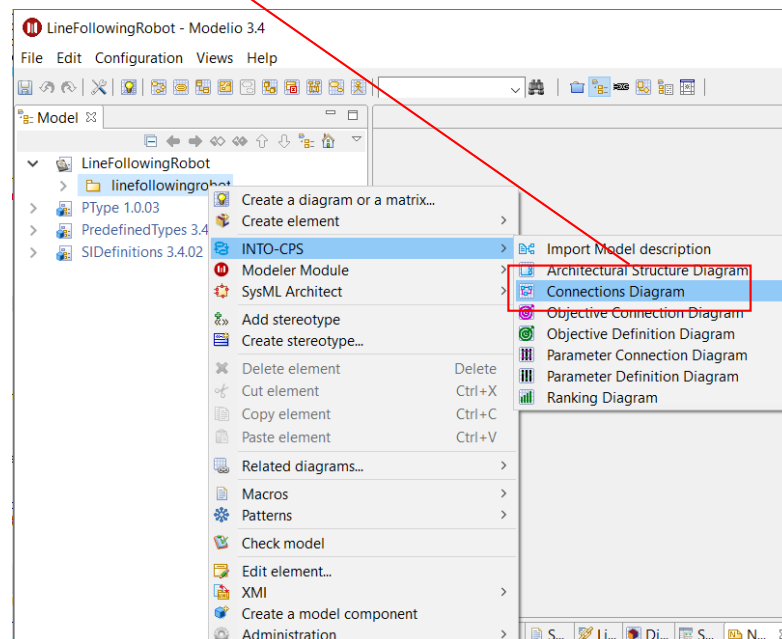 LineFollowingRobot - Modelio 3.4
File Edit Configuration Views Help
Model
LineFollowingRobot
linefollowingrobot
PType 1.0.03
PredefinedTypes 3.4
SIDefinitions 3.4.02
Create a diagram or a matrix...
Create element
INTO-CPS
Modeler Module
SysML Architect
Add stereotype
Create stereotype...
Delete element Delete
Cut element Ctrl+X
Copy element Ctrl+C
Paste element Ctrl+V
Related diagrams...
Macros
Patterns
Check model
Edit element...
XMI
Create a model component
Administration
Import Model description
Architectural Structure Diagram
Connections Diagram
Objective Connection Diagram
Objective Definition Diagram
Parameter Connection Diagram
Parameter Definition Diagram
Ranking Diagram
S... Li... Di... S... N...